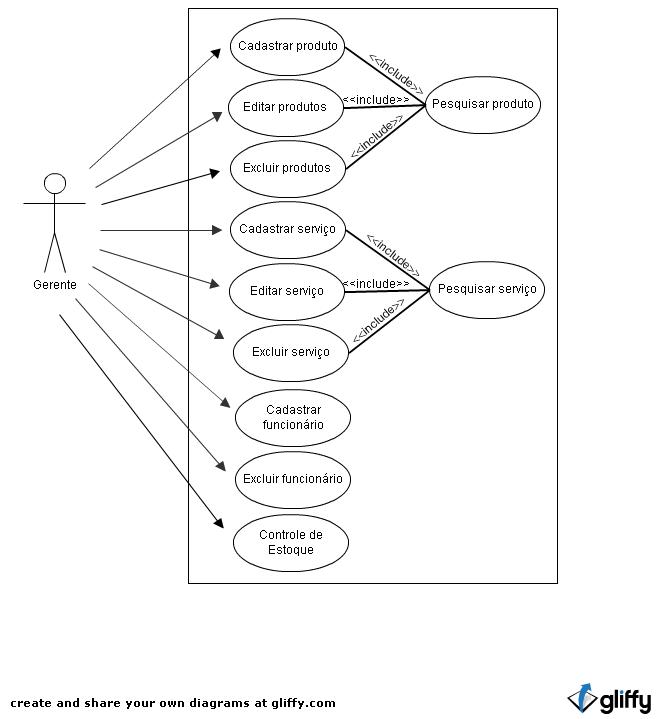 Cadastrar produto
<<include>>
Editar produtos
<<include>>
Pesquisar produto
<<include>>
Excluir produtos
Cadastrar serviço
<<include>>
Gerente
Editar serviço
<<include>>
Pesquisar serviço
<<include>>
Excluir serviço
Cadastrar
funcionário
Excluir funcionário
Controle de
Estoque
create and share your own diagrams at gliffy.com
gliffy